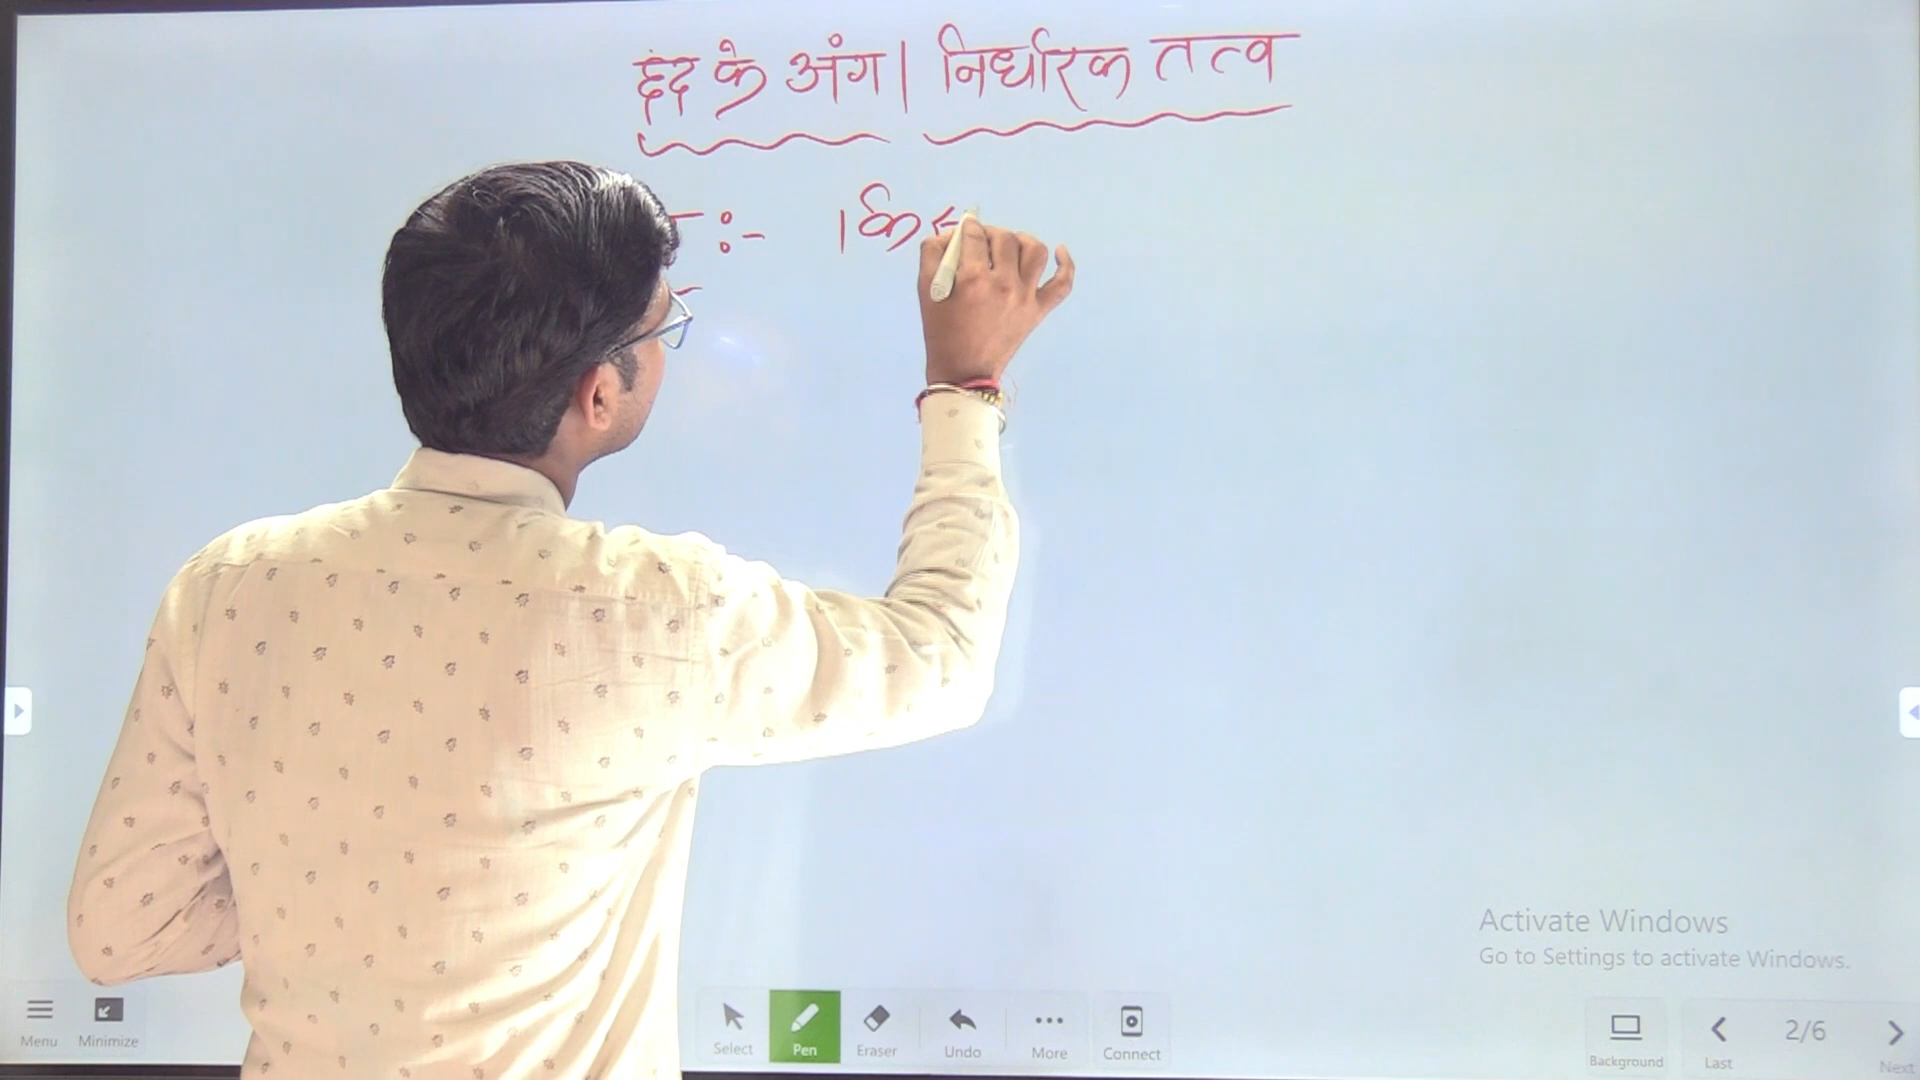 छंद के अंग / निर्धारक तत्व
:- किस
Activate Windows
Go to Settings to activate Windows.
Menu Minimize Select Pen Eraser Undo More Connect Background Last 2/6 Next